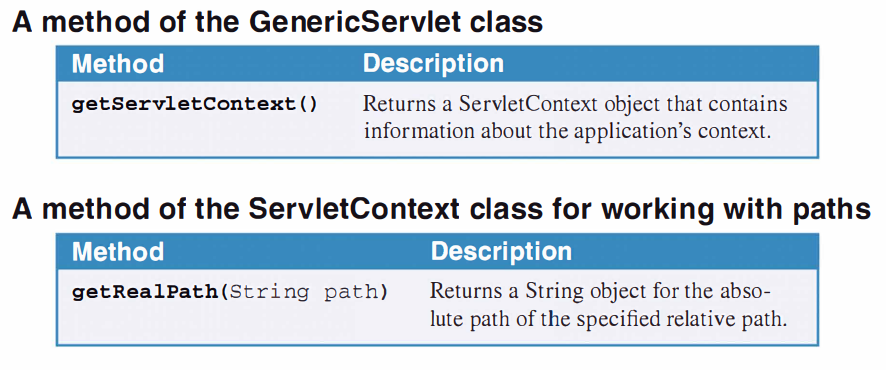 A method of the GenericServlet class
Method Description
getServletContext() Returns a ServletContext object that contains
information about the application's context.
A method of the ServletContext class for working with paths
Method Description
getRealPath(String path) Returns a String object for the abso-
lute path of the specified relative path.